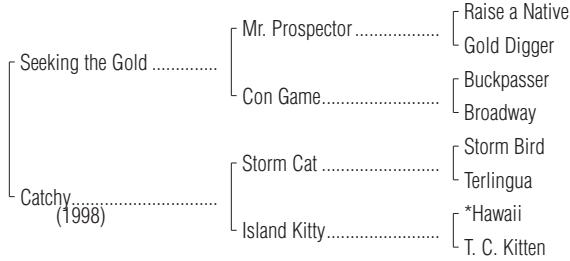 Raise a Native
Mr. Prospector ..................
Gold Digger
Seeking the Gold ..............
Buckpasser
Con Game.........................
Broadway
Storm Bird
Storm Cat .........................
Terlingua
Catchy...............................
(1998)
*Hawaii
Island Kitty........................
T. C. Kitten